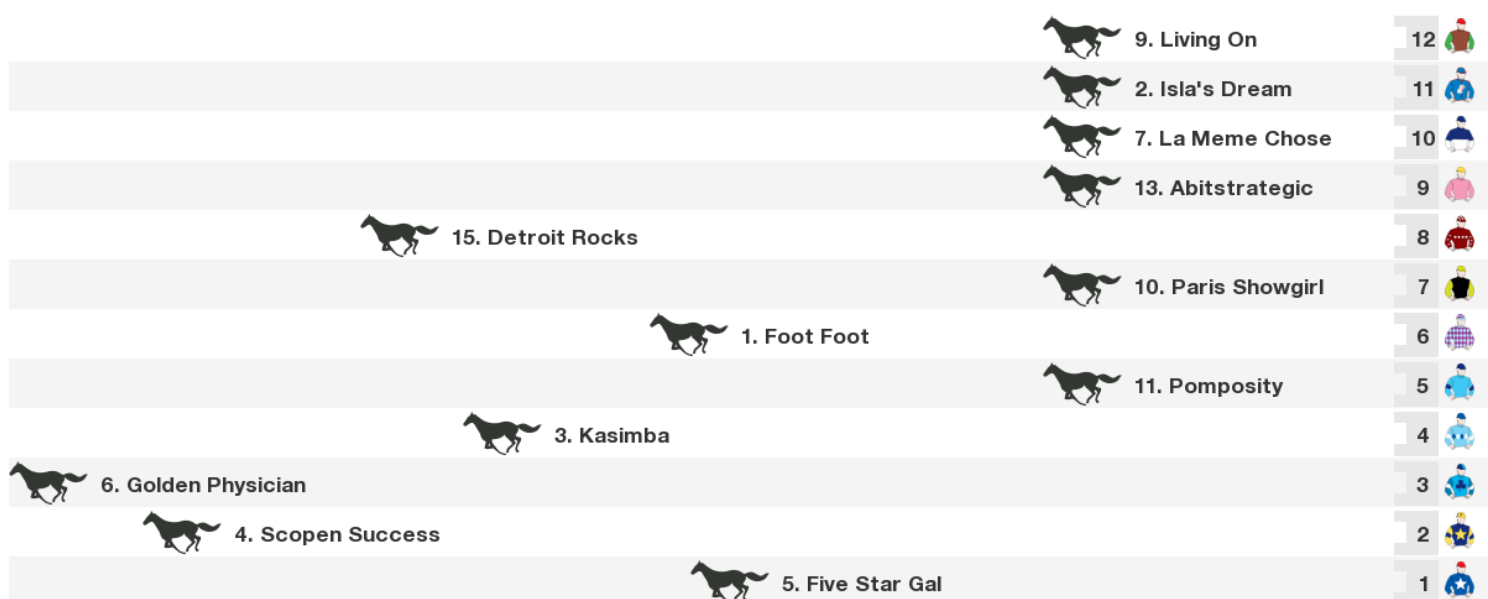 9. Living On 12
2. Isla's Dream 11
7. La Meme Chose 10
13. Abitstrategic 9
15. Detroit Rocks 8
10. Paris Showgirl 7
1. Foot Foot 6
11. Pomposity 5
3. Kasimba 4
6. Golden Physician 3
4. Scopen Success 2
5. Five Star Gal 1